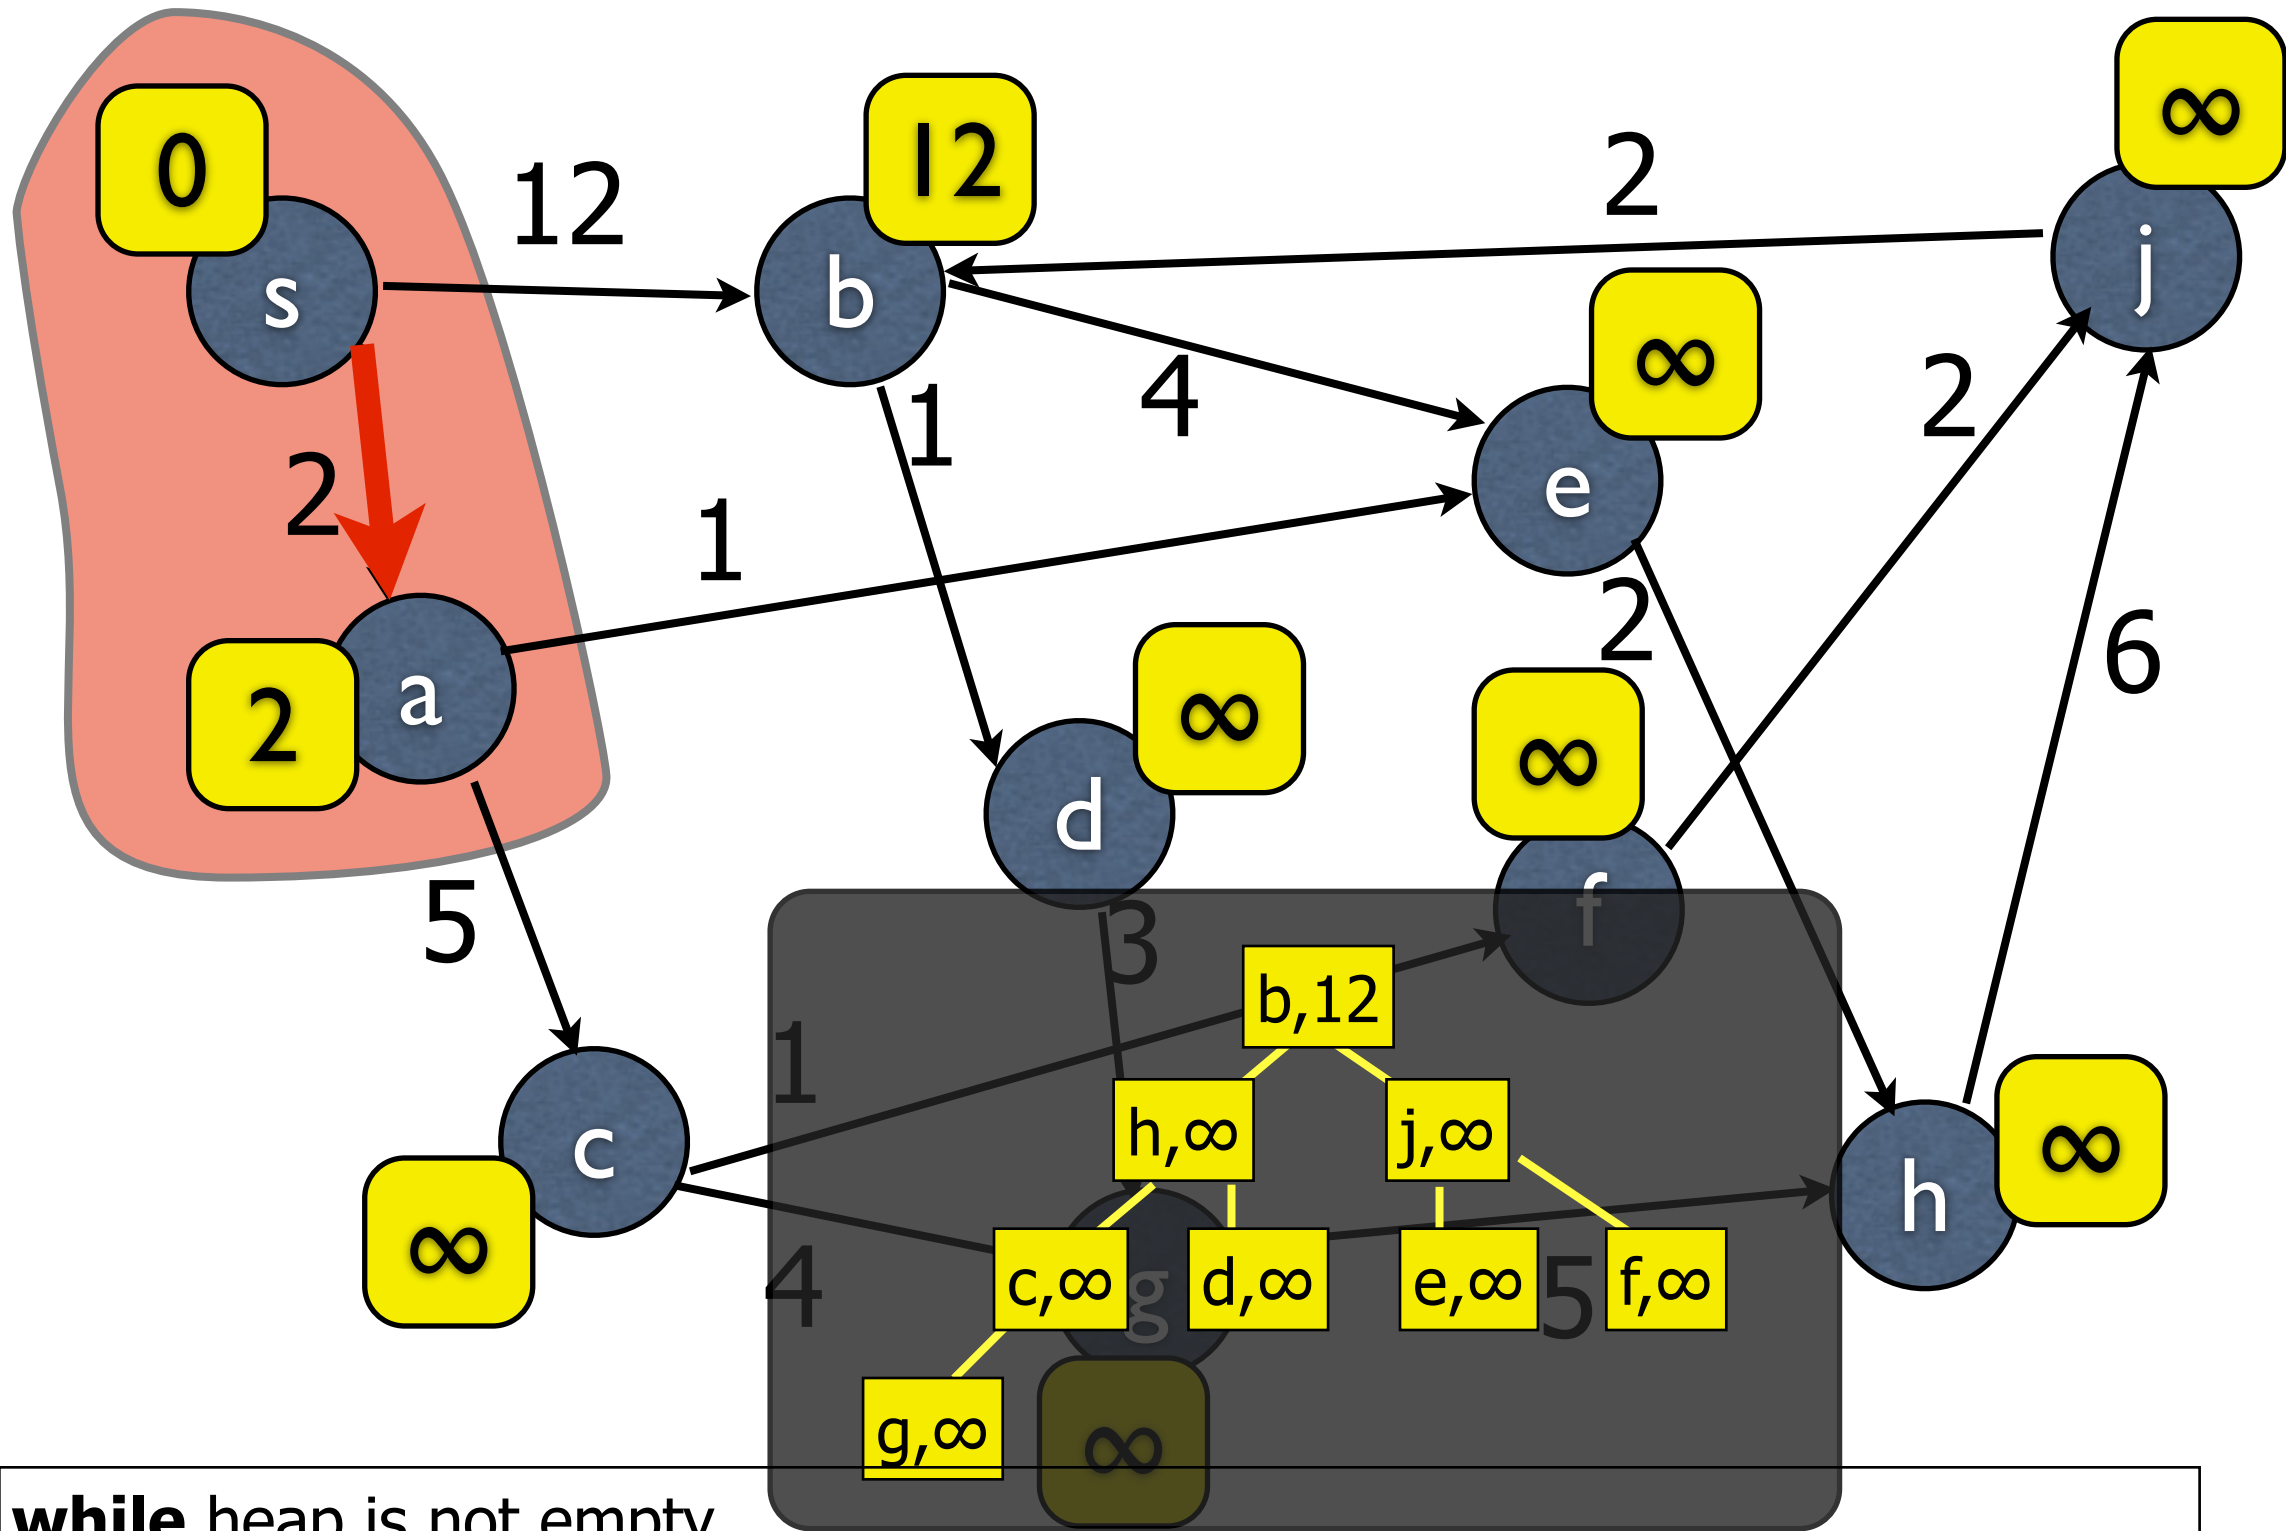 ∞
12
0
12
2
s
b
j
∞
4
2
1
e
2
1
2
6
∞
a
2
∞
d
f
5
3
b,12
1
h,∞
j,∞
c
h
∞
∞
4
c,∞
g
d,∞
e,∞
5
f,∞
g,∞
∞
while heap is not empty